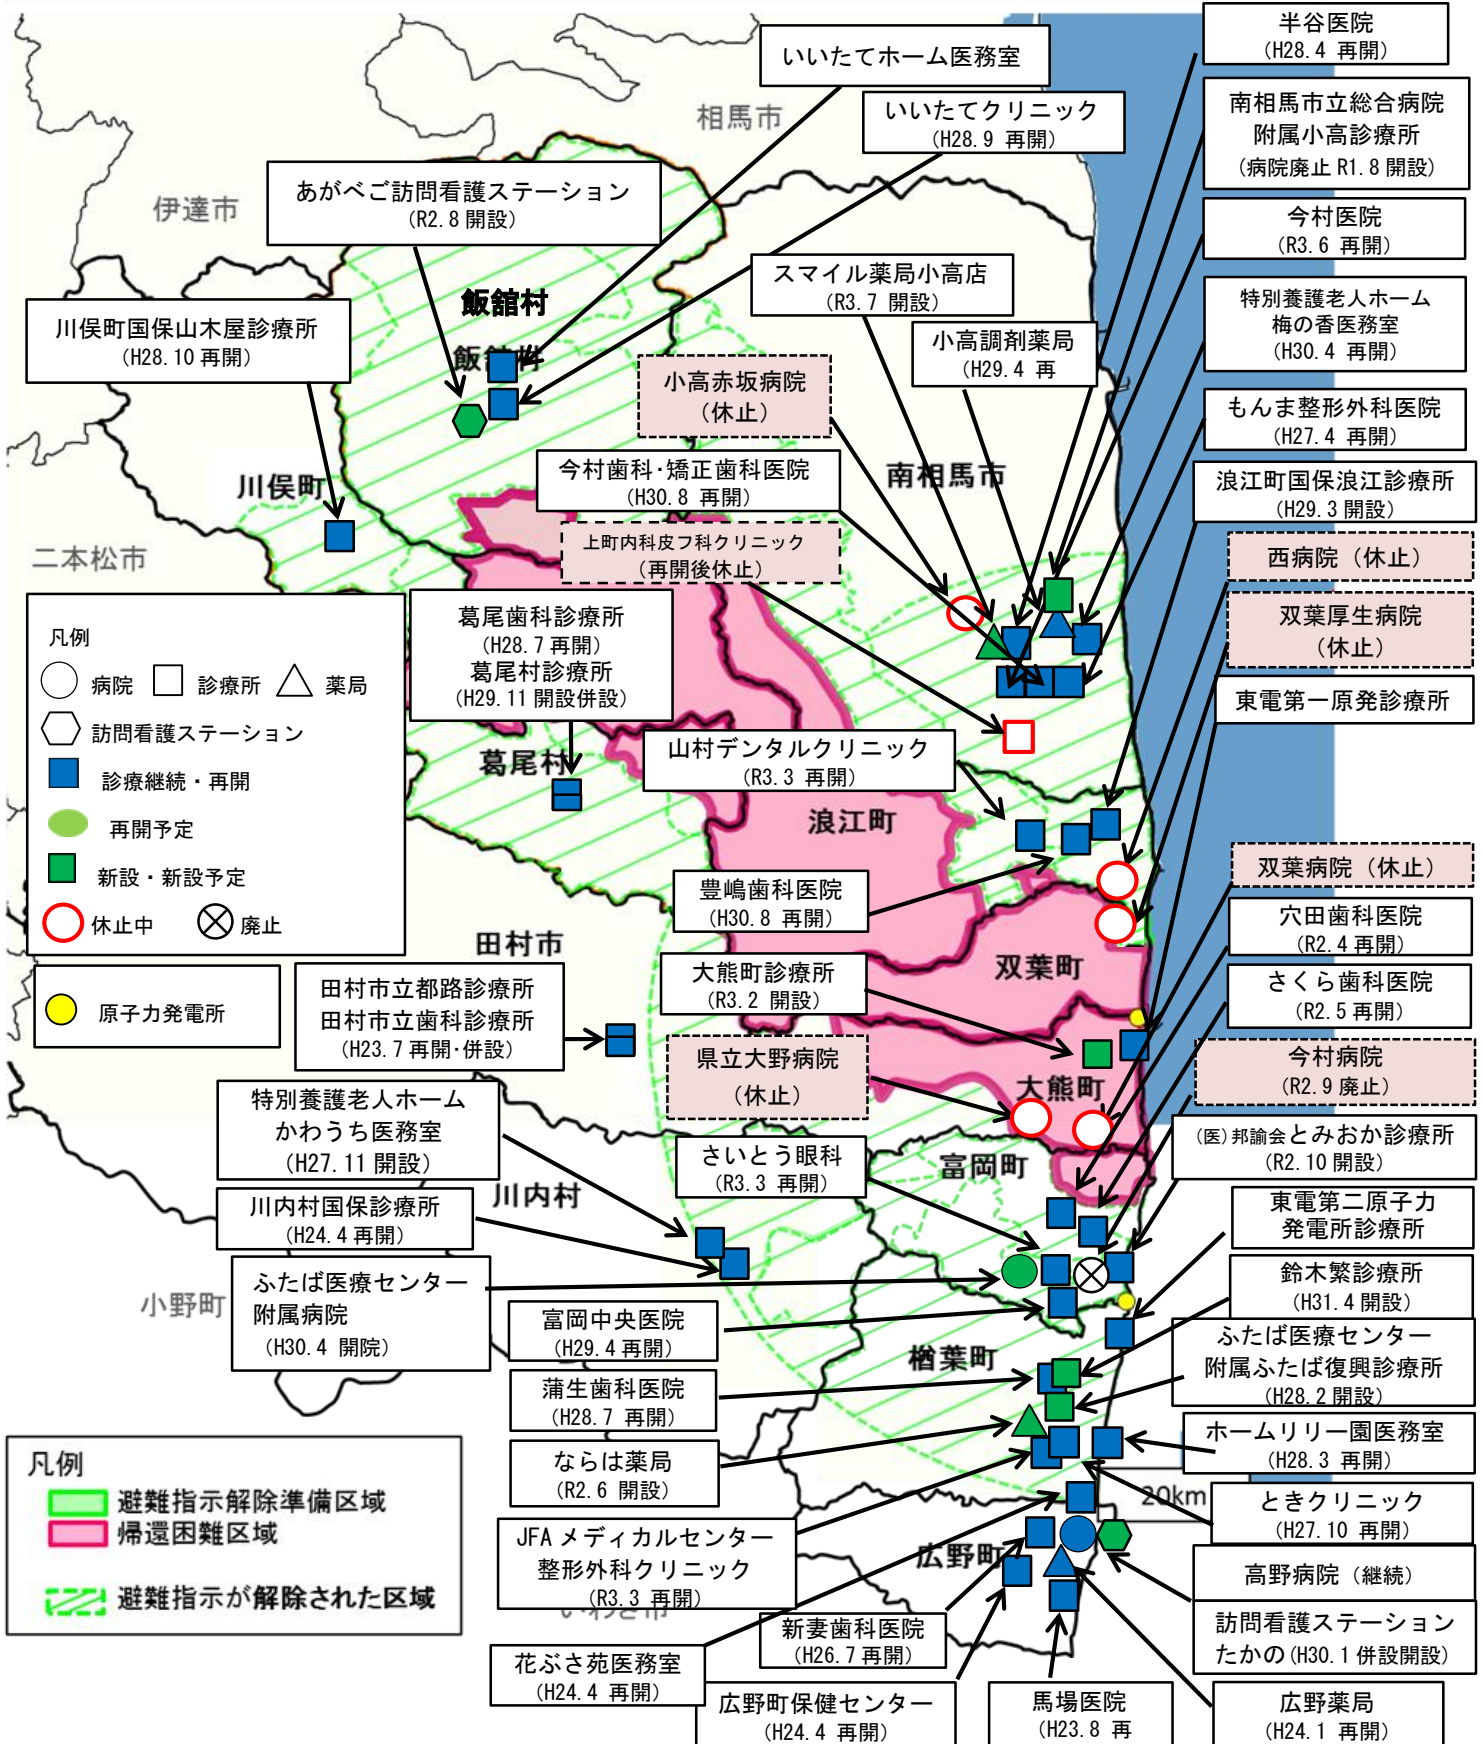 半谷医院
(H28.4 再開)
いいたてホーム医務室
南相馬市立総合病院
附属小高診療所
(病院廃止 R1.8 開設)
相馬市
いいたてクリニック
(H28.9 再開)
あがべご訪問看護ステーション
(R2.8 開設)
伊達市
今村医院
(R3.6 再開)
スマイル薬局小高店
(R3.7 開設)
特別養護老人ホーム
梅の香医務室
(H30.4 再開)
飯舘村
飯舘村
川俣町国保山木屋診療所
(H28.10 再開)
小高調剤薬局
(H29.4 再
小高赤坂病院
(休止)
もんま整形外科医院
(H27.4 再開)
今村歯科・矯正歯科医院
(H30.8 再開)
南相馬市
川俣町
浪江町国保浪江診療所
(H29.3 開設)
上町内科皮フ科クリニック
(再開後休止)
二本松市
西病院 (休止)
双葉厚生病院
(休止)
葛尾歯科診療所
(H28.7 再開)
葛尾村診療所
(H29.11 開設併設)
凡例
病院 診療所 薬局
訪問看護ステーション
診療継続・再開
再開予定
新設・新設予定
休止中 廃止
東電第一原発診療所
山村デンタルクリニック
(R3.3 再開)
葛尾村
浪江町
双葉病院 (休止)
豊嶋歯科医院
(H30.8 再開)
穴田歯科医院
(R2.4 再開)
田村市
双葉町
大熊町診療所
(R3.2 開設)
さくら歯科医院
(R2.5 再開)
原子力発電所
田村市立都路診療所
田村市立歯科診療所
(H23.7 再開・併設)
県立大野病院
(休止)
大熊町
今村病院
(R2.9 廃止)
特別養護老人ホーム
かわうち医務室
(H27.11 開設)
(医)邦諭会とみおか診療所
(R2.10 開設)
さいとう眼科
(R3.3 再開)
富岡町
川内村
川内村国保診療所
(H24.4 再開)
東電第二原子力
発電所診療所
ふたば医療センター
附属病院
(H30.4 開院)
小野町
鈴木繁診療所
(H31.4 開設)
富岡中央医院
(H29.4 再開)
楢葉町
ふたば医療センター
附属ふたば復興診療所
(H28.2 開設)
蒲生歯科医院
(H28.7 再開)
ホームリリー園医務室
(H28.3 再開)
ならは薬局
(R2.6 開設)
凡例
避難指示解除準備区域
帰還困難区域
避難指示が解除された区域
20km
ときクリニック
(H27.10 再開)
JFA メディカルセンター
整形外科クリニック
(R3.3 再開)
広野町
高野病院 (継続)
いわき市
新妻歯科医院
(H26.7 再開)
訪問看護ステーション
たかの (H30.1 併設開設)
花ぶさ苑医務室
(H24.4 再開)
広野町保健センター
(H24.4 再開)
馬場医院
(H23.8 再
広野薬局
(H24.1 再開)